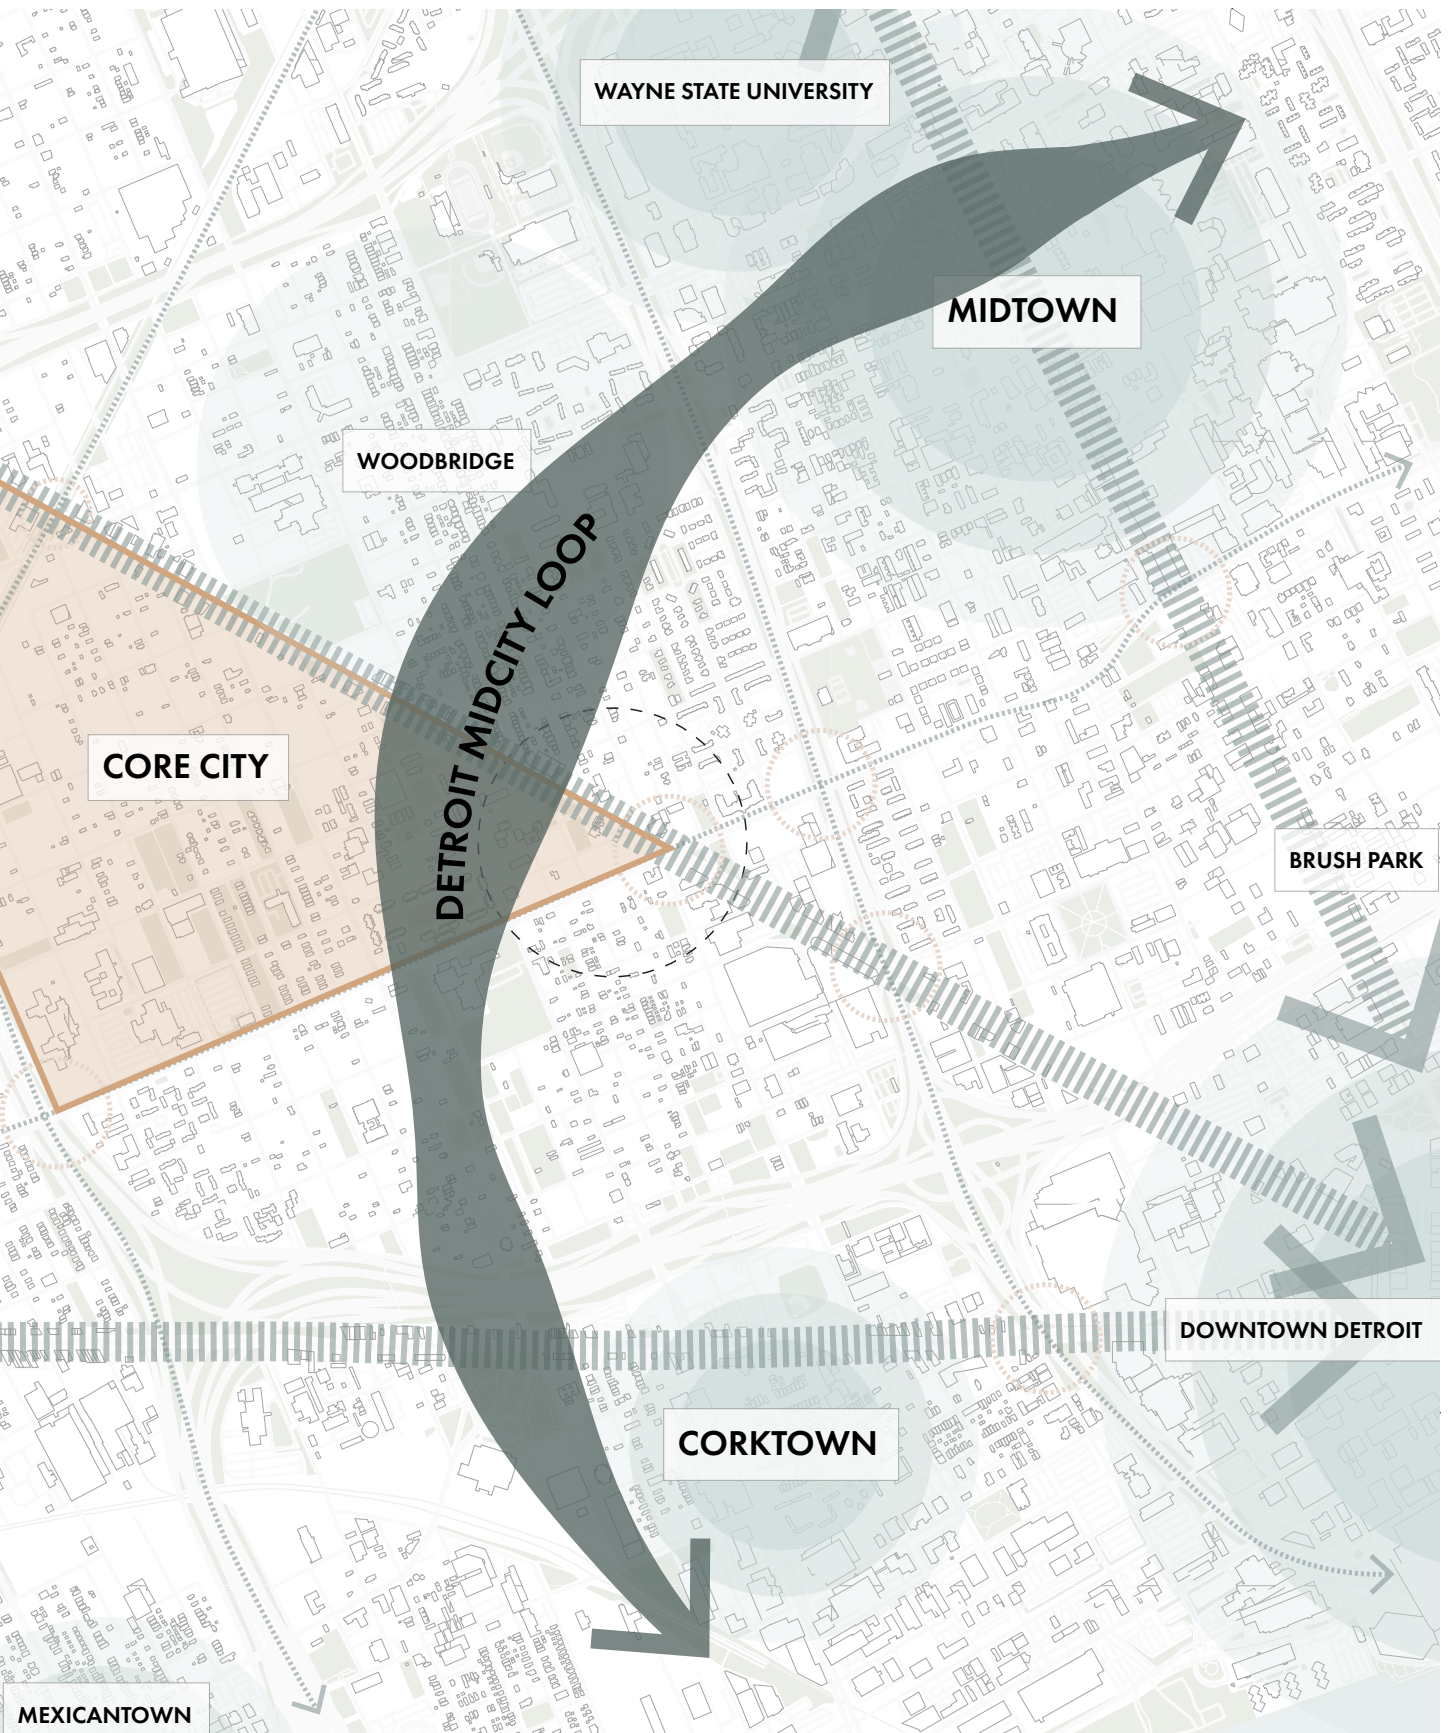 WAYNE STATE UNIVERSITY
MIDTOWN
WOODBRIDGE
DETROIT MIDCITY LOOP
CORE CITY
BRUSH PARK
DOWNTOWN DETROIT
CORKTOWN
MEXICANTOWN